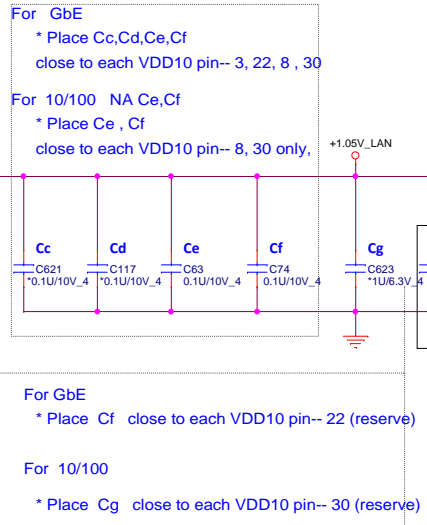 For GbE
* Place Cc,Cd,Ce,Cf
close to each VDD10 pin-- 3, 22, 8 , 30
For 10/100 NA Ce,Cf
* Place Ce , Cf
close to each VDD10 pin-- 8, 30 only,
+1.05V_LAN
Cc Cd Ce Cf Cg
C621 C117 C63 C74 C623
*0.1U/10V_4 *0.1U/10V_4 0.1U/10V_4 0.1U/10V_4 *1U/6.3V_4
For GbE
* Place Cf close to each VDD10 pin-- 22 (reserve)
For 10/100
* Place Cg close to each VDD10 pin-- 30 (reserve)